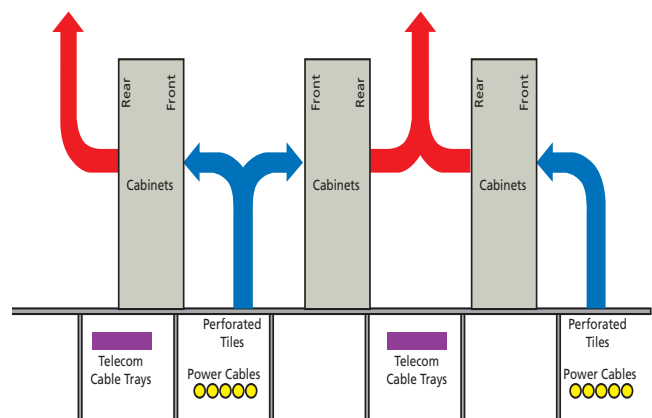 Rear
Front
Front
Rear
Rear
Front
Cabinets
Cabinets
Cabinets
Perforated
Tiles
Perforated
Tiles
Telecom
Cable Trays
Power Cables
Telecom
Cable Trays
Power Cables